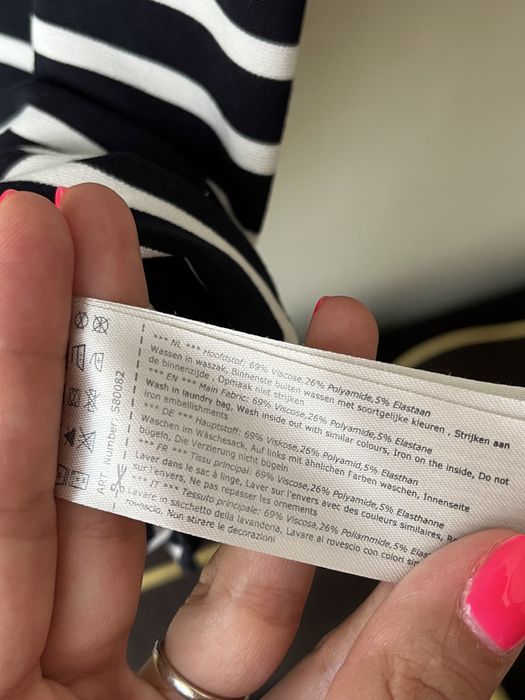 *** NL *** Hoofdstof: 69% Viscose,26% Polyamide,5% Elastaan
Wassen in waszak, Binnenste buiten wassen met soortgelijke kleuren , Strijken aan
de binnenzijde , Opmaak niet strijken
*** EN *** Main Fabric: 69% Viscose,26% Polyamide,5% Elastane
Wash in laundry bag, Wash inside out with similar colours, Iron on the inside, Do not
iron embellishments
*** DE *** Hauptstoff: 69% Viskose,26% Polyamid,5% Elasthan
Waschen im Wäschesack, Auf links mit ähnlichen Farben waschen, Innenseite
bügeln, Die Verzierung nicht bügeln
*** FR *** Tissu principal: 69% Viscose,26% Polyamide,5% Elasthanne
Laver dans le sac à linge, Laver sur l'envers avec des couleurs similaires,
sur l'envers, Ne pas repasser les ornements
*** IT *** Tessuto principale: 69% Viscosa,26% Poliammide,5%
Lavare in sacchetto della lavanderia, Lavare al rovescio con colori
rovescio, Non stirare le decorazioni
ART. Number: S80082